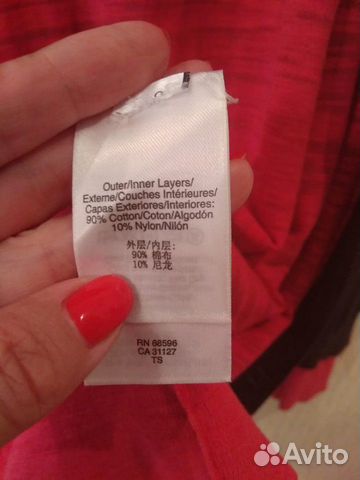 Outer/Inner Layers/
Externe/Couches Intérieures/
Capas Exteriores/Interiores:
90% Cotton/Coton/Algodón
10% Nylon/Nilón
外层/内层:
90% 棉布
10% 尼龙
RN 68596
CA 31127
TS
Avito